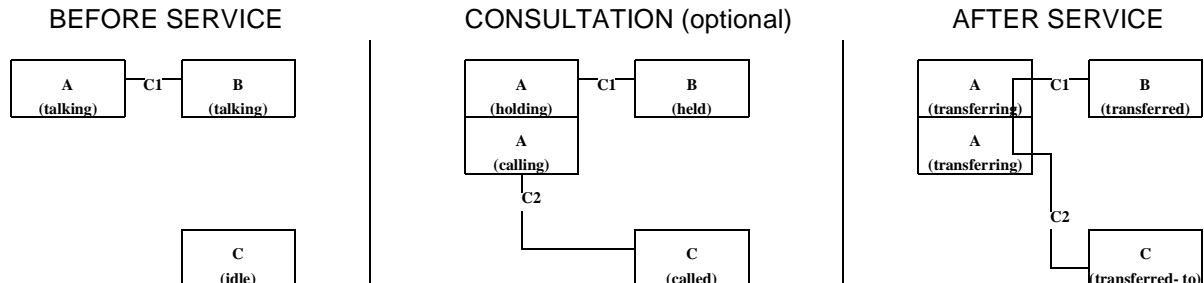 BEFORE SERVICE
A
(talking)
C1
B
(talking)
C
(idle)
CONSULTATION (optional)
A
(holding)
C1
B
(held)
A
(calling)
C2
C
(called)
AFTER SERVICE
A
(transferring)
C1
B
(transferred)
A
(transferring)
C2
C
(transferred- to)